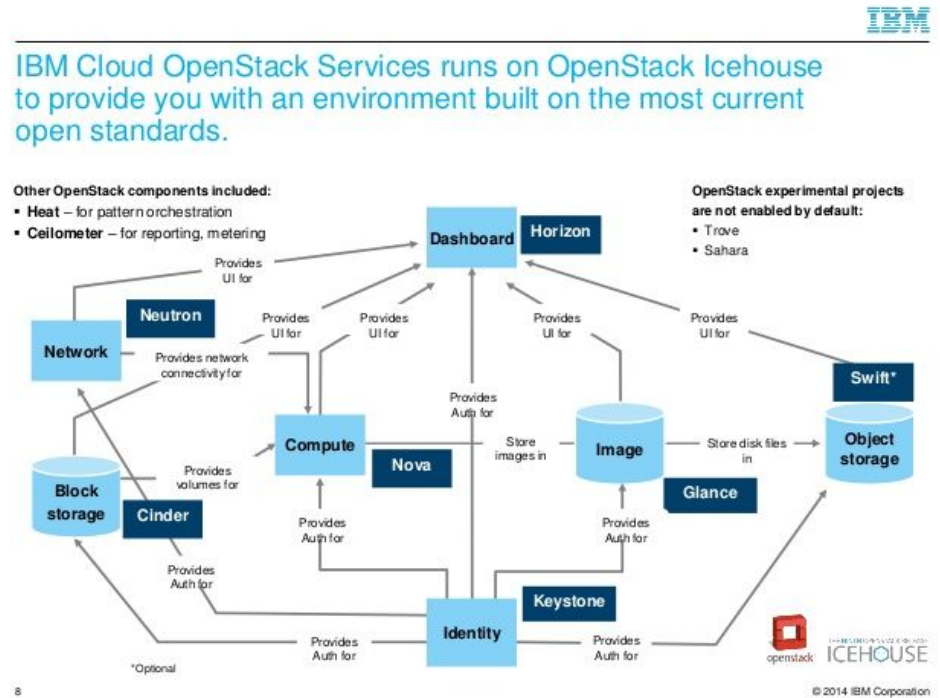 IBM
IBM Cloud OpenStack Services runs on OpenStack Icehouse
to provide you with an environment built on the most current
open standards.
Other OpenStack components included:
▪ Heat – for pattern orchestration
▪ Ceilometer – for reporting, metering
OpenStack experimental projects
are not enabled by default:
▪ Trove
▪ Sahara
Dashboard
Horizon
Provides
UI for
Neutron
Network
Provides
UI for
Provides
UI for
Provides
UI for
Provides
UI for
Provides network
connectivity for
Swift*
Provides
Auth for
Compute
Nova
Store
images in
Image
Glance
Store disk files
in
Object
storage
Provides
volumes for
Block
storage
Cinder
Provides
Auth for
Provides
Auth for
Provides
Auth for
Keystone
Identity
Provides
Auth for
Provides
Auth for
*Optional
openstack
THE NINTH OPENSTACK RELEASE
ICEHOUSE
8
© 2014 IBM Corporation